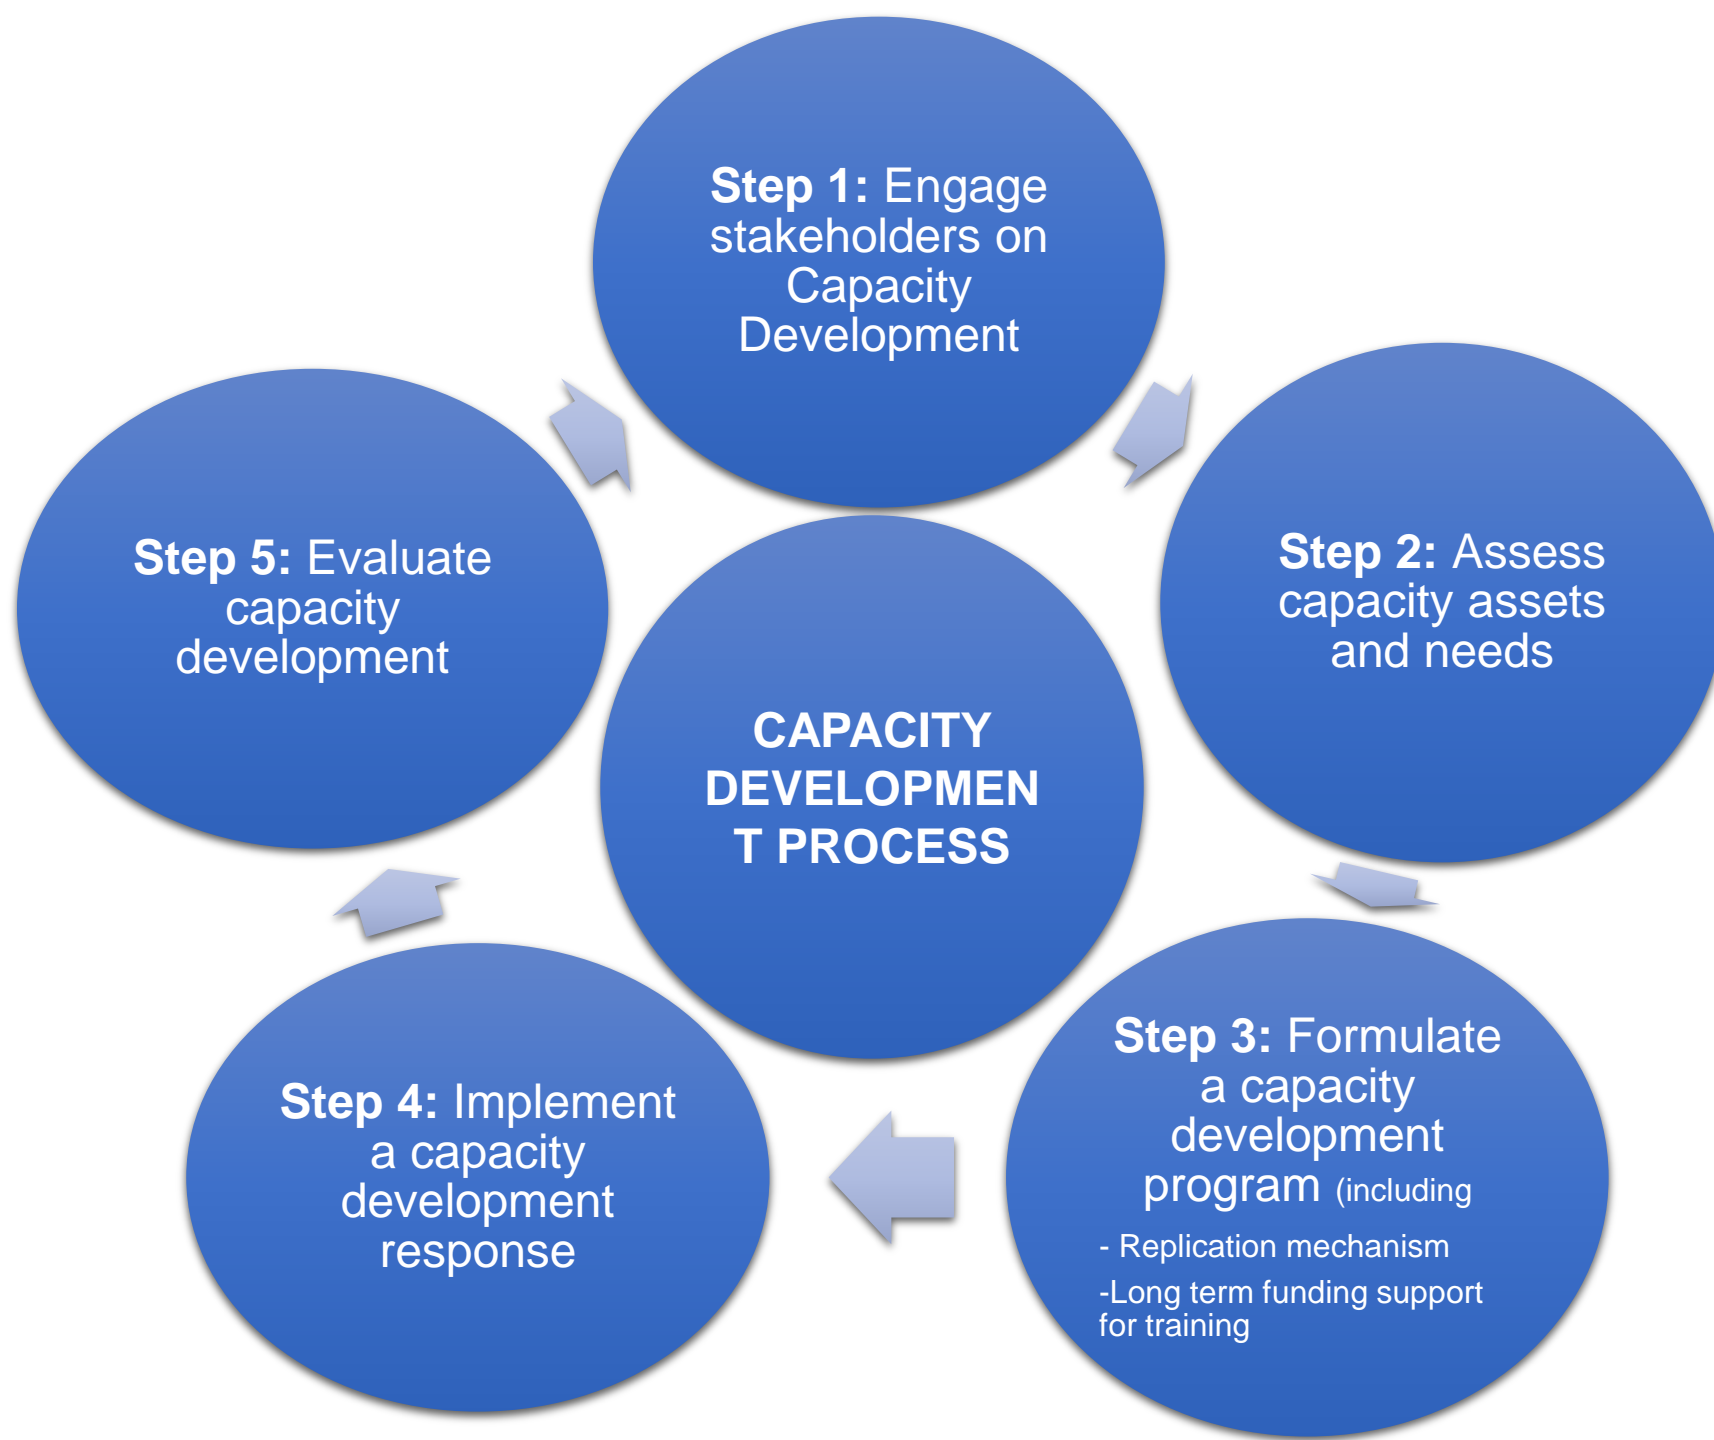 Step 1: Engage
stakeholders on
Capacity
Development
Step 2: Assess
capacity assets
and needs
Step 3: Formulate
a capacity
development
program (including
- Replication mechanism
-Long term funding support
for training
Step 4: Implement
a capacity
development
response
Step 5: Evaluate
capacity
development
CAPACITY
DEVELOPMEN
T PROCESS